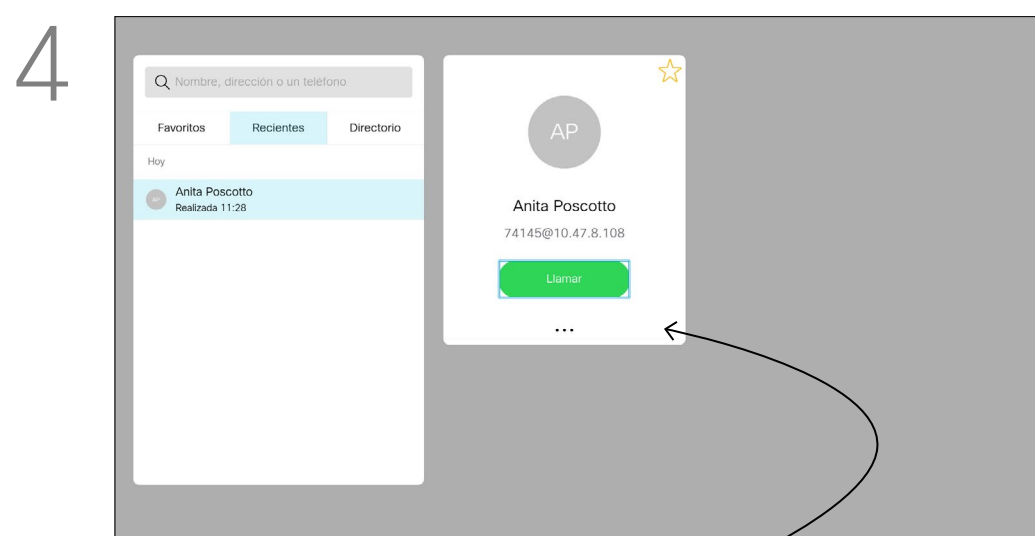 4
Nombre, dirección o un teléfono
Favoritos Recientes Directorio
Hoy
AP Anita Poscotto
Realizada 11:28
AP
Anita Poscotto
74145@10.47.8.108
Llamar
...